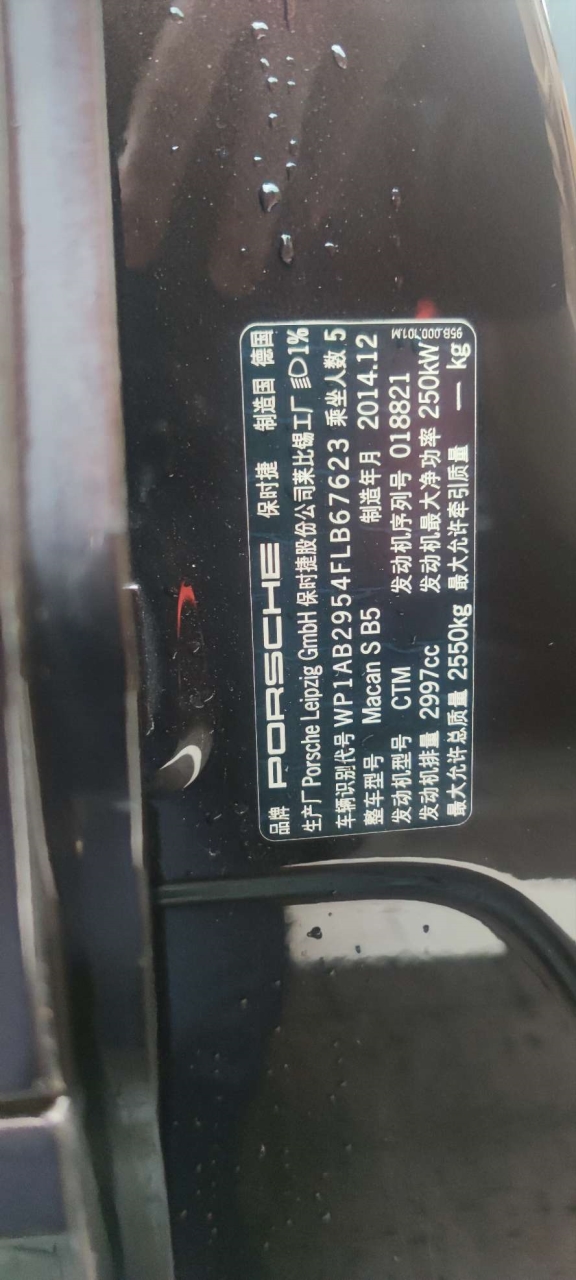 品牌 PORSCHE 保时捷 制造国 德国
生产厂 Porsche Leipzig GmbH 保时捷股份公司莱比锡工厂 1%
车辆识别代号 WP1AB2954FLB67623 乘坐人数 5
整车型号 Macan S B5 制造年月 2014.12
发动机型号 CTM 发动机序列号 018821
发动机排量 2997cc 发动机最大净功率 250kW
最大允许总质量 2550kg 最大允许牵引质量 — kg
95B.000.101.M